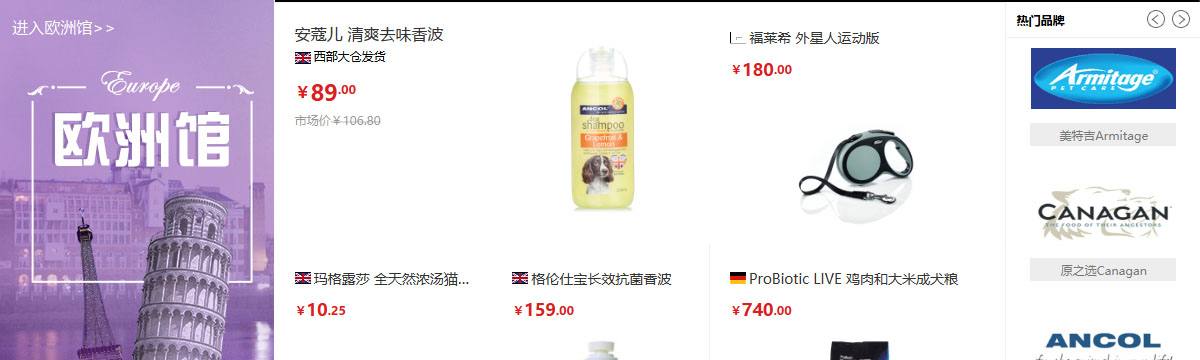 进入欧洲馆>>
Europe
欧洲馆
安蔻儿 清爽去味香波
西部大仓发货
¥89.00
市场价¥106.80
ANCOL
dog
shampoo
Grapefruit &
Lemon
福莱希 外星人运动版
¥180.00
玛格露莎 全天然浓汤猫...
¥10.25
格伦仕宝长效抗菌香波
¥159.00
ProBiotic LIVE 鸡肉和大米成犬粮
¥740.00
热门品牌
Armitage
PET CARE
美特吉Armitage
CANAGAN
THE FOOD OF THEIR ANCESTORS
原之选Canagan
ANCOL